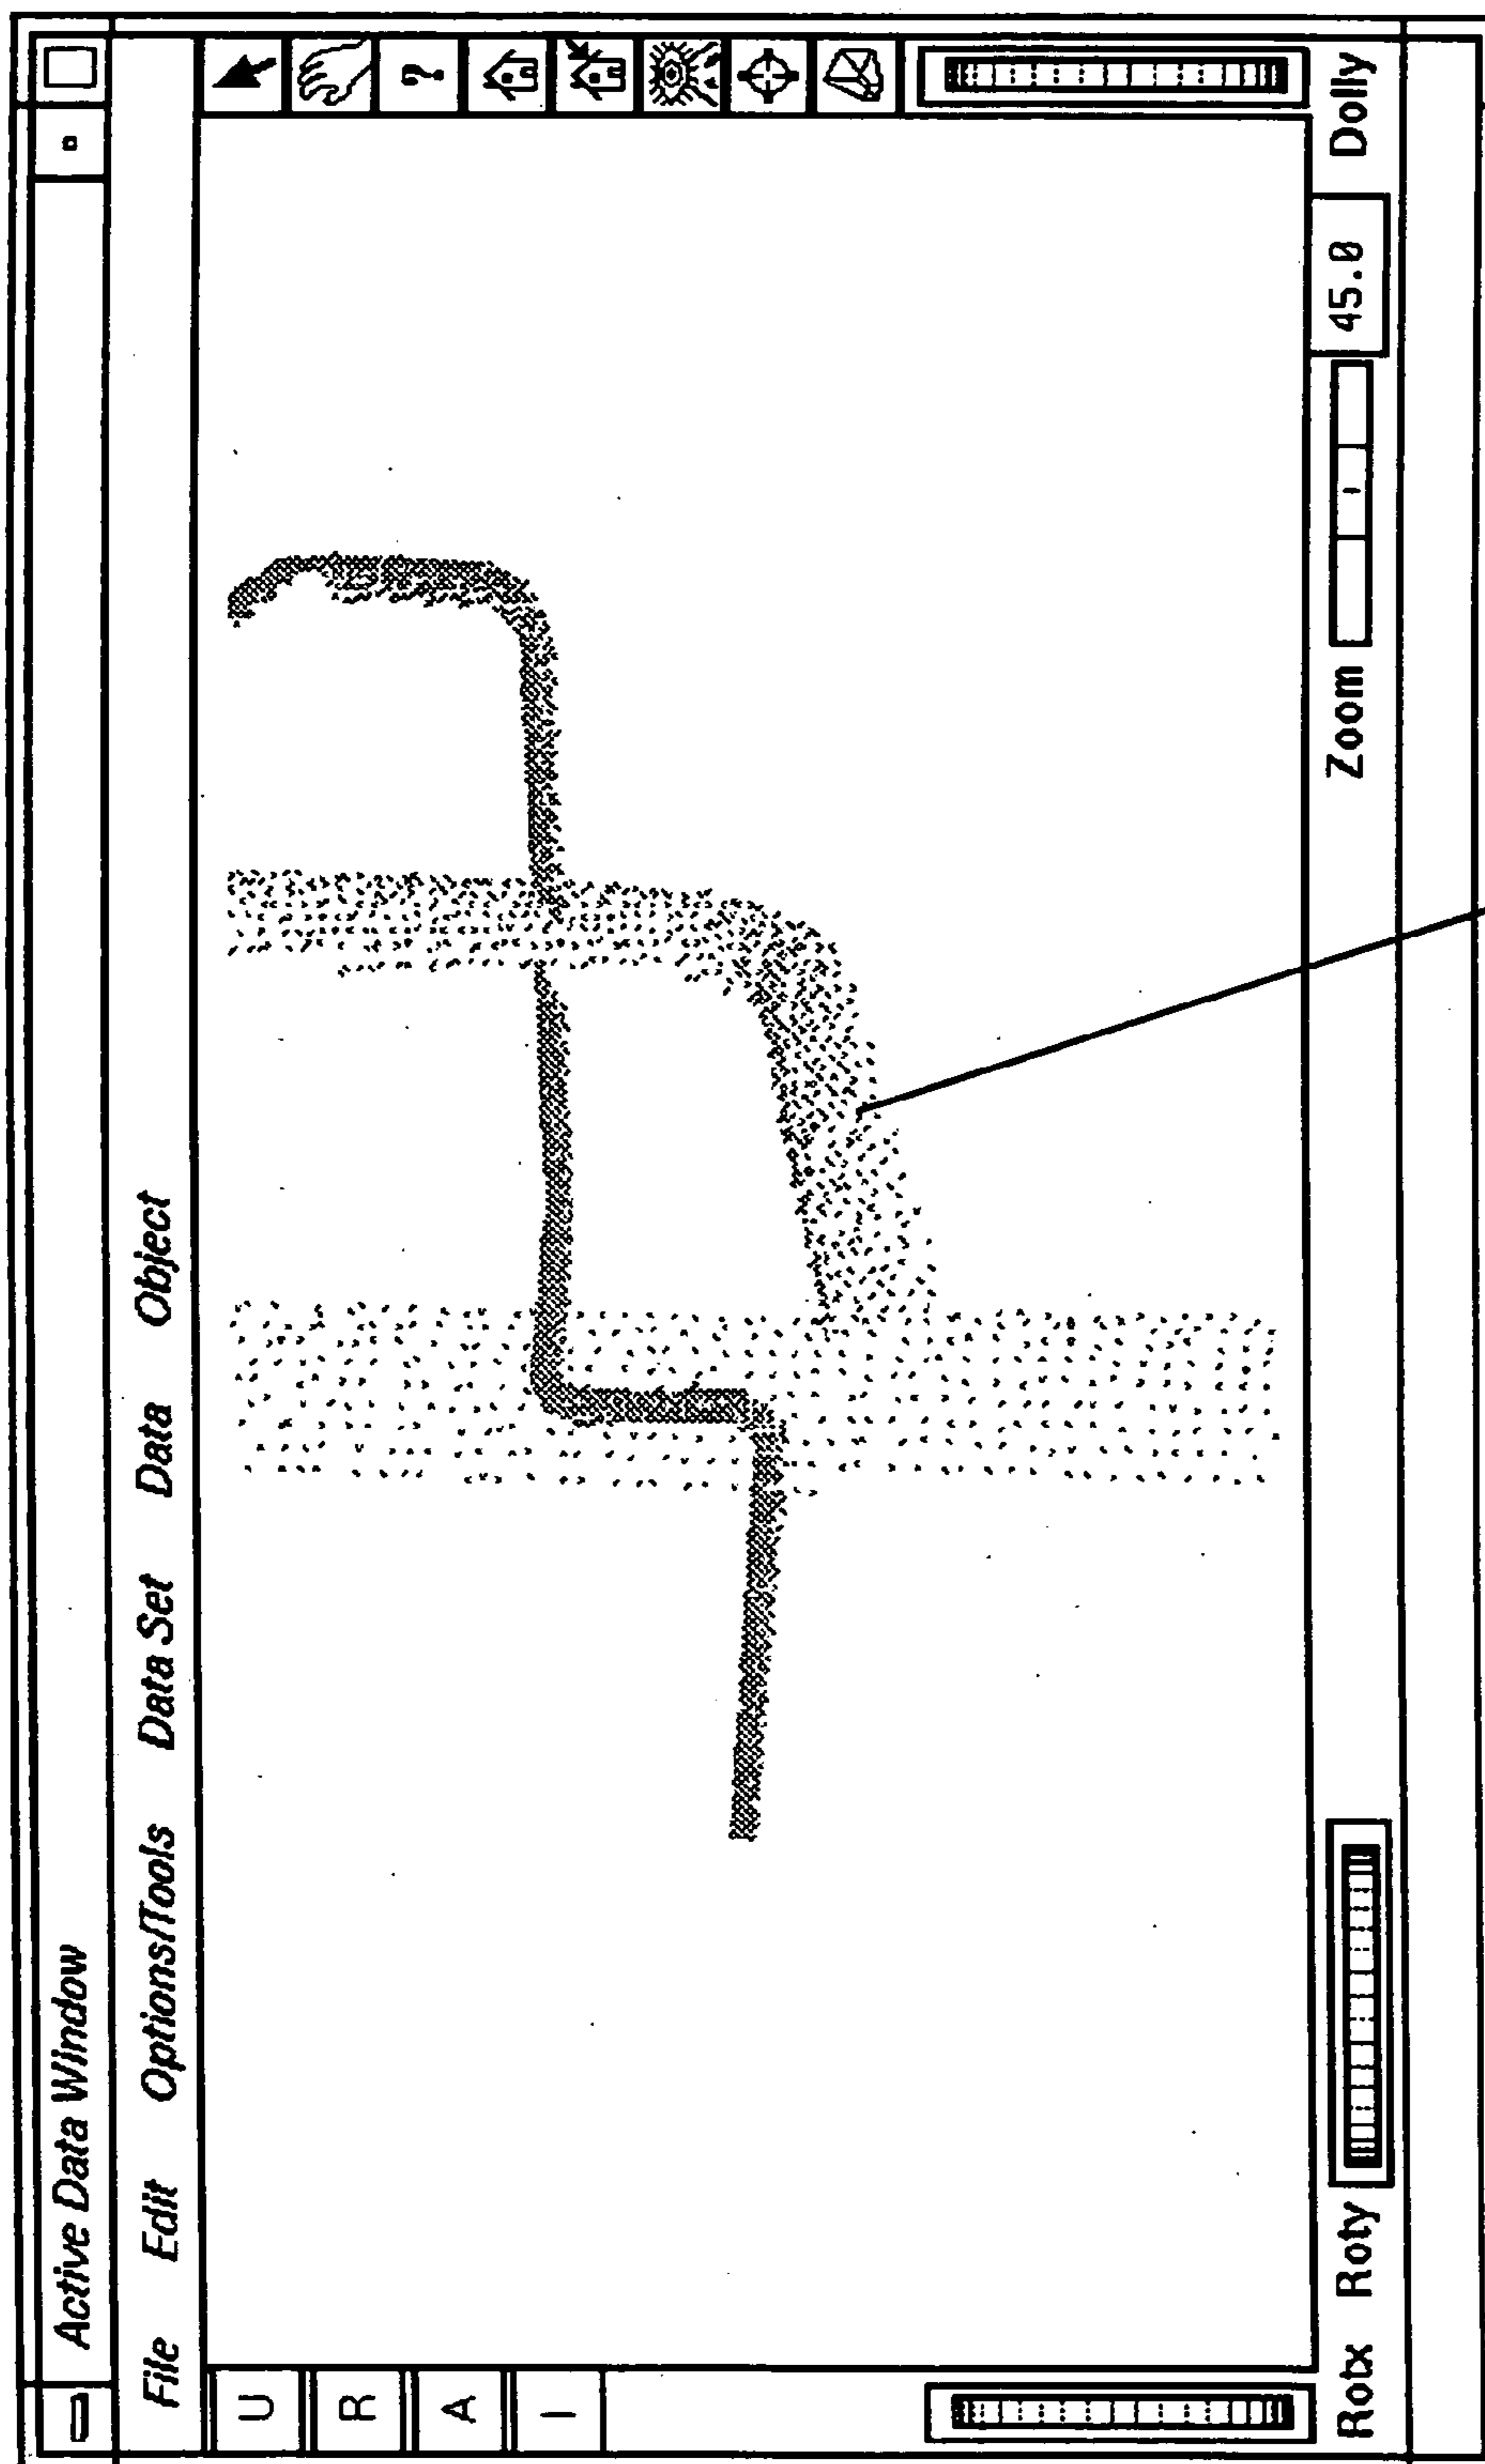 Active Data Window
File Edit Options/Tools Data Set Data Object
U
R
A
I
?
Rotx Roty Zoom 45.0 Dolly